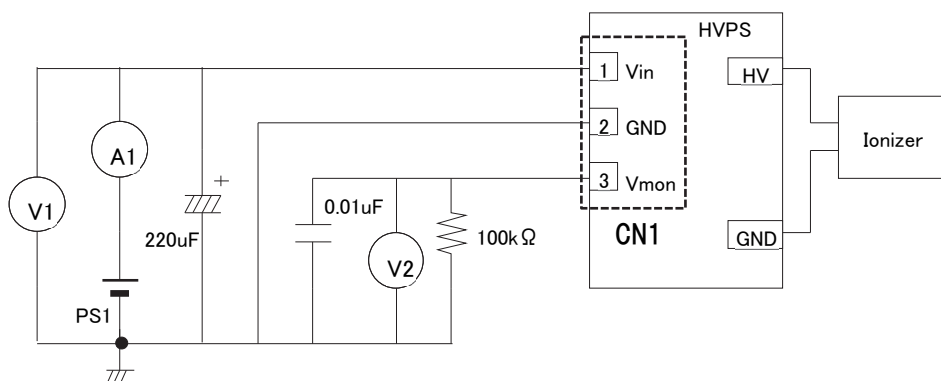 HVPS
1 Vin
HV
2 GND
Ionizer
A1
3 Vmon
+
0.01uF
V1
CN1
100kΩ
GND
220uF
V2
PS1